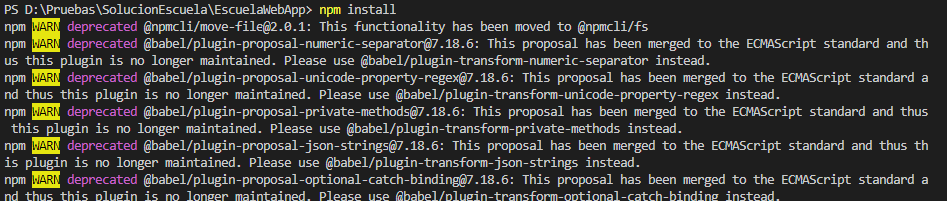 PS D:\Pruebas\SolucionEscuela\EscuelaWebApp> npm install
npm WARN deprecated @npmcli/move-file@2.0.1: This functionality has been moved to @npmcli/fs
npm WARN deprecated @babel/plugin-proposal-numeric-separator@7.18.6: This proposal has been merged to the ECMAScript standard and th
us this plugin is no longer maintained. Please use @babel/plugin-transform-numeric-separator instead.
npm WARN deprecated @babel/plugin-proposal-unicode-property-regex@7.18.6: This proposal has been merged to the ECMAScript standard a
nd thus this plugin is no longer maintained. Please use @babel/plugin-transform-unicode-property-regex instead.
npm WARN deprecated @babel/plugin-proposal-private-methods@7.18.6: This proposal has been merged to the ECMAScript standard and thus
 this plugin is no longer maintained. Please use @babel/plugin-transform-private-methods instead.
npm WARN deprecated @babel/plugin-proposal-json-strings@7.18.6: This proposal has been merged to the ECMAScript standard and thus th
is plugin is no longer maintained. Please use @babel/plugin-transform-json-strings instead.
npm WARN deprecated @babel/plugin-proposal-optional-catch-binding@7.18.6: This proposal has been merged to the ECMAScript standard a
nd thus this plugin is no longer maintained. Please use @babel/plugin-transform-optional-catch-binding instead.